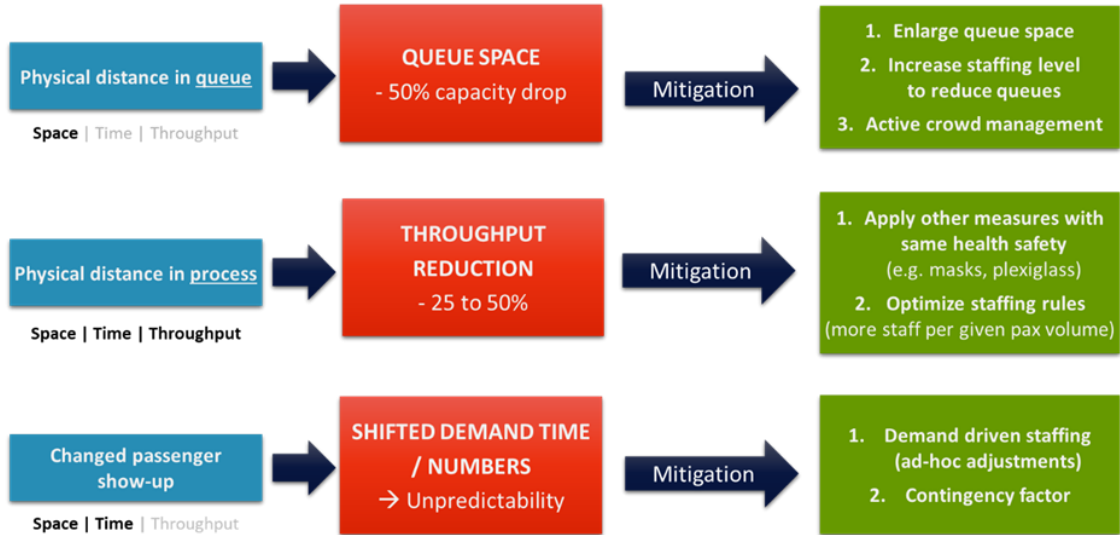 Physical distance in queue
Space | Time | Throughput
QUEUE SPACE
- 50% capacity drop
Mitigation
1. Enlarge queue space
2. Increase staffing level
to reduce queues
3. Active crowd management
Physical distance in process
Space | Time | Throughput
THROUGHPUT
REDUCTION
- 25 to 50%
Mitigation
1. Apply other measures with
same health safety
(e.g. masks, plexiglass)
2. Optimize staffing rules
(more staff per given pax volume)
Changed passenger
show-up
Space | Time | Throughput
SHIFTED DEMAND TIME
/ NUMBERS
→ Unpredictability
Mitigation
1. Demand driven staffing
(ad-hoc adjustments)
2. Contingency factor